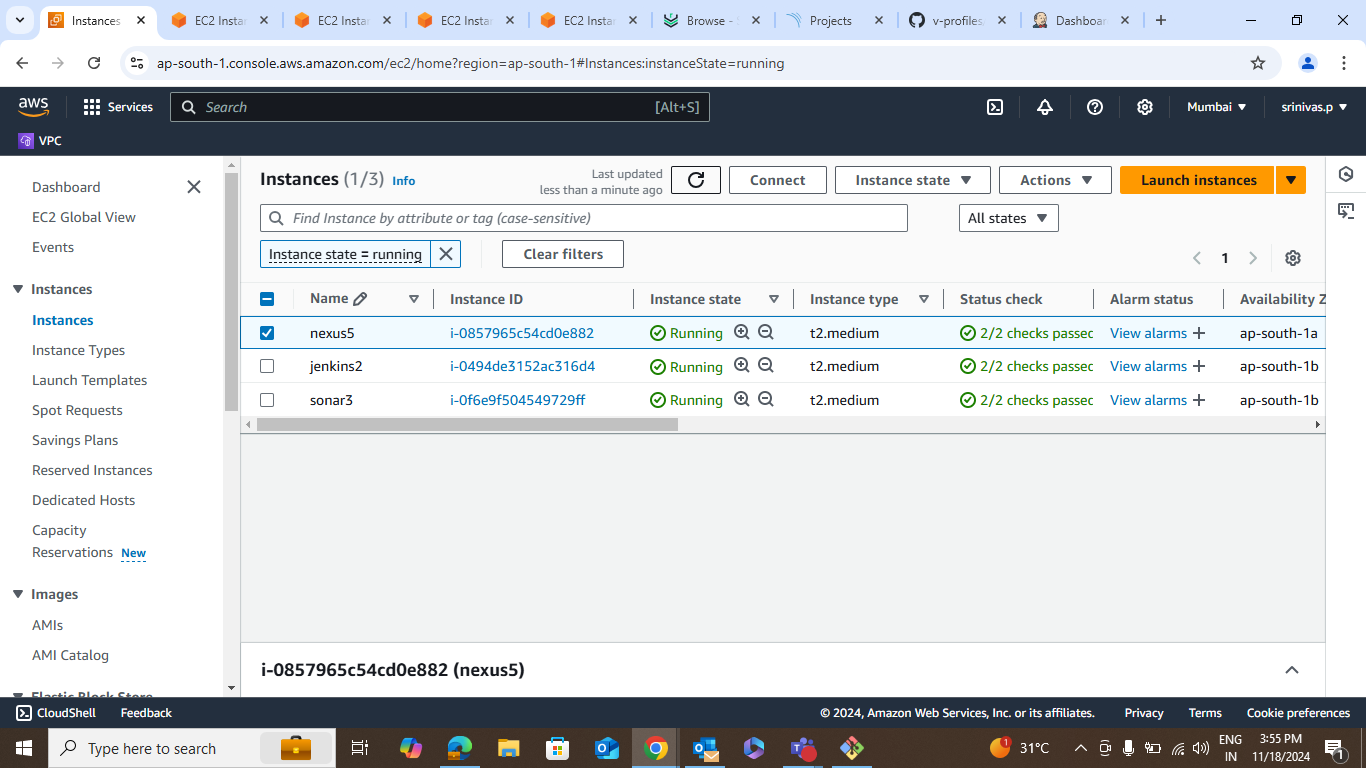 Instances
EC2 Instan
EC2 Instan
EC2 Instan
EC2 Instan
Browse -
Projects
v-profiles
Dashboar
ap-south-1.console.aws.amazon.com/ec2/home?region=ap-south-1#Instances:instanceState=running
aws
Services
Search
[Alt+S]
Mumbai
srinivas.p
VPC
Dashboard
EC2 Global View
Events
Instances
Instances
Instance Types
Launch Templates
Spot Requests
Savings Plans
Reserved Instances
Dedicated Hosts
Capacity
Reservations New
Images
AMIs
AMI Catalog
Elastic Block Store
Instances (1/3) Info
Last updated
less than a minute ago
Connect
Instance state
Actions
Launch instances
Find Instance by attribute or tag (case-sensitive)
All states
Instance state = running
Clear filters
1
Name Instance ID Instance state Instance type Status check Alarm status Availability Z
nexus5 i-0857965c54cd0e882 Running t2.medium 2/2 checks passec View alarms ap-south-1a
jenkins2 i-0494de3152ac316d4 Running t2.medium 2/2 checks passec View alarms ap-south-1b
sonar3 i-0f6e9f504549729ff Running t2.medium 2/2 checks passec View alarms ap-south-1b
i-0857965c54cd0e882 (nexus5)
CloudShell
Feedback
© 2024, Amazon Web Services, Inc. or its affiliates.
Privacy
Terms
Cookie preferences
Type here to search
1
31°C
ENG
IN
3:55 PM
11/18/2024
1